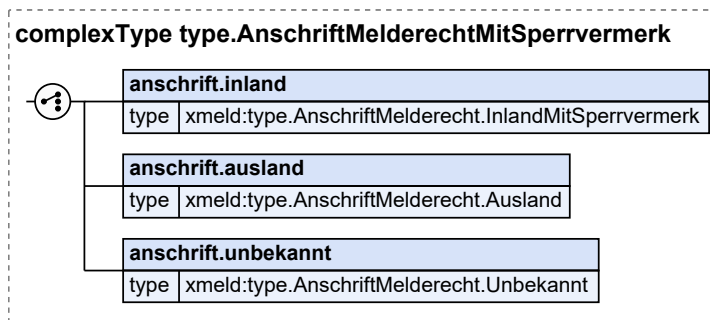 complexType type.AnschriftMelderechtMitSperrvermerk
anschrift.inland
type xmeld:type.AnschriftMelderecht.InlandMitSperrvermerk
anschrift.ausland
type xmeld:type.AnschriftMelderecht.Ausland
anschrift.unbekannt
type xmeld:type.AnschriftMelderecht.Unbekannt